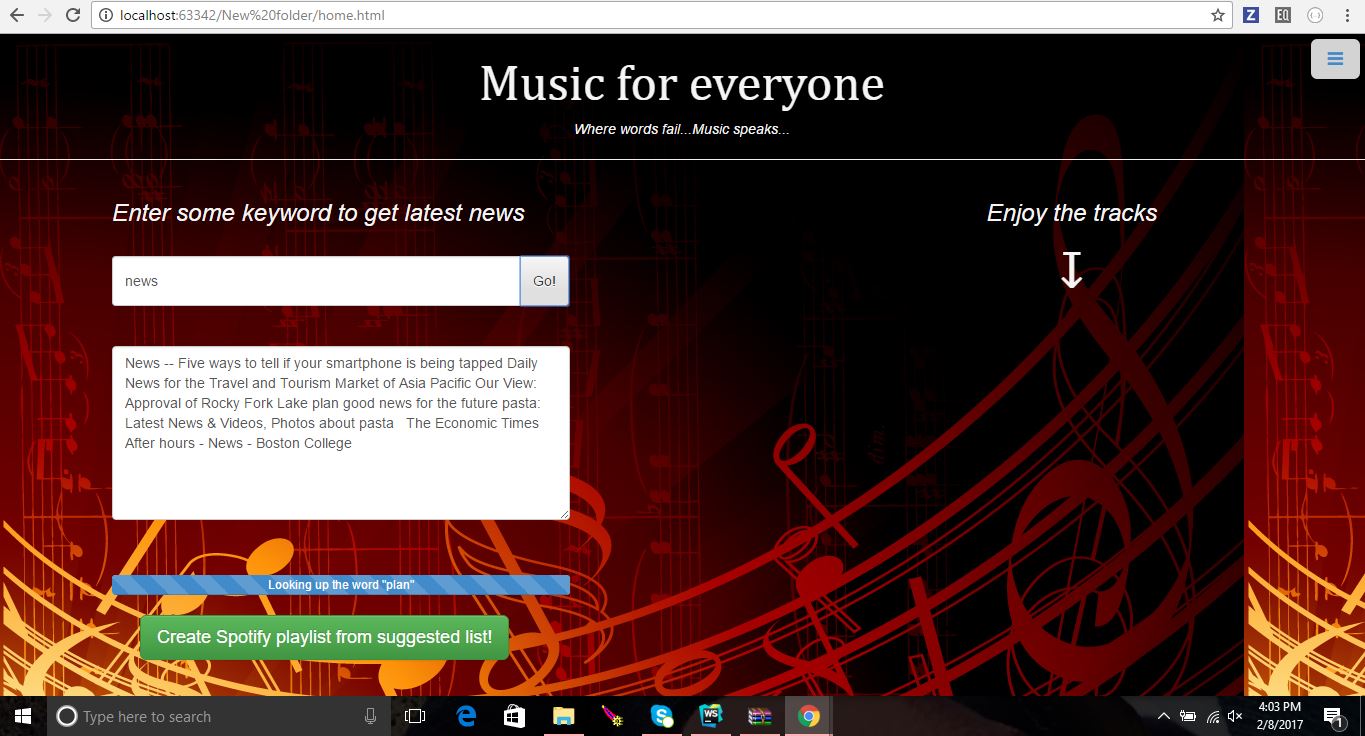 localhost:63342/New%20folder/home.html
Z
EQ
Music for everyone
Where words fail...Music speaks...
Enter some keyword to get latest news
Enjoy the tracks
news
Go!
News -- Five ways to tell if your smartphone is being tapped Daily
News for the Travel and Tourism Market of Asia Pacific Our View:
Approval of Rocky Fork Lake plan good news for the future pasta:
Latest News & Videos, Photos about pasta   The Economic Times
After hours - News - Boston College
Looking up the word "plan"
Create Spotify playlist from suggested list!
Type here to search
WS
4:03 PM
2/8/2017
1